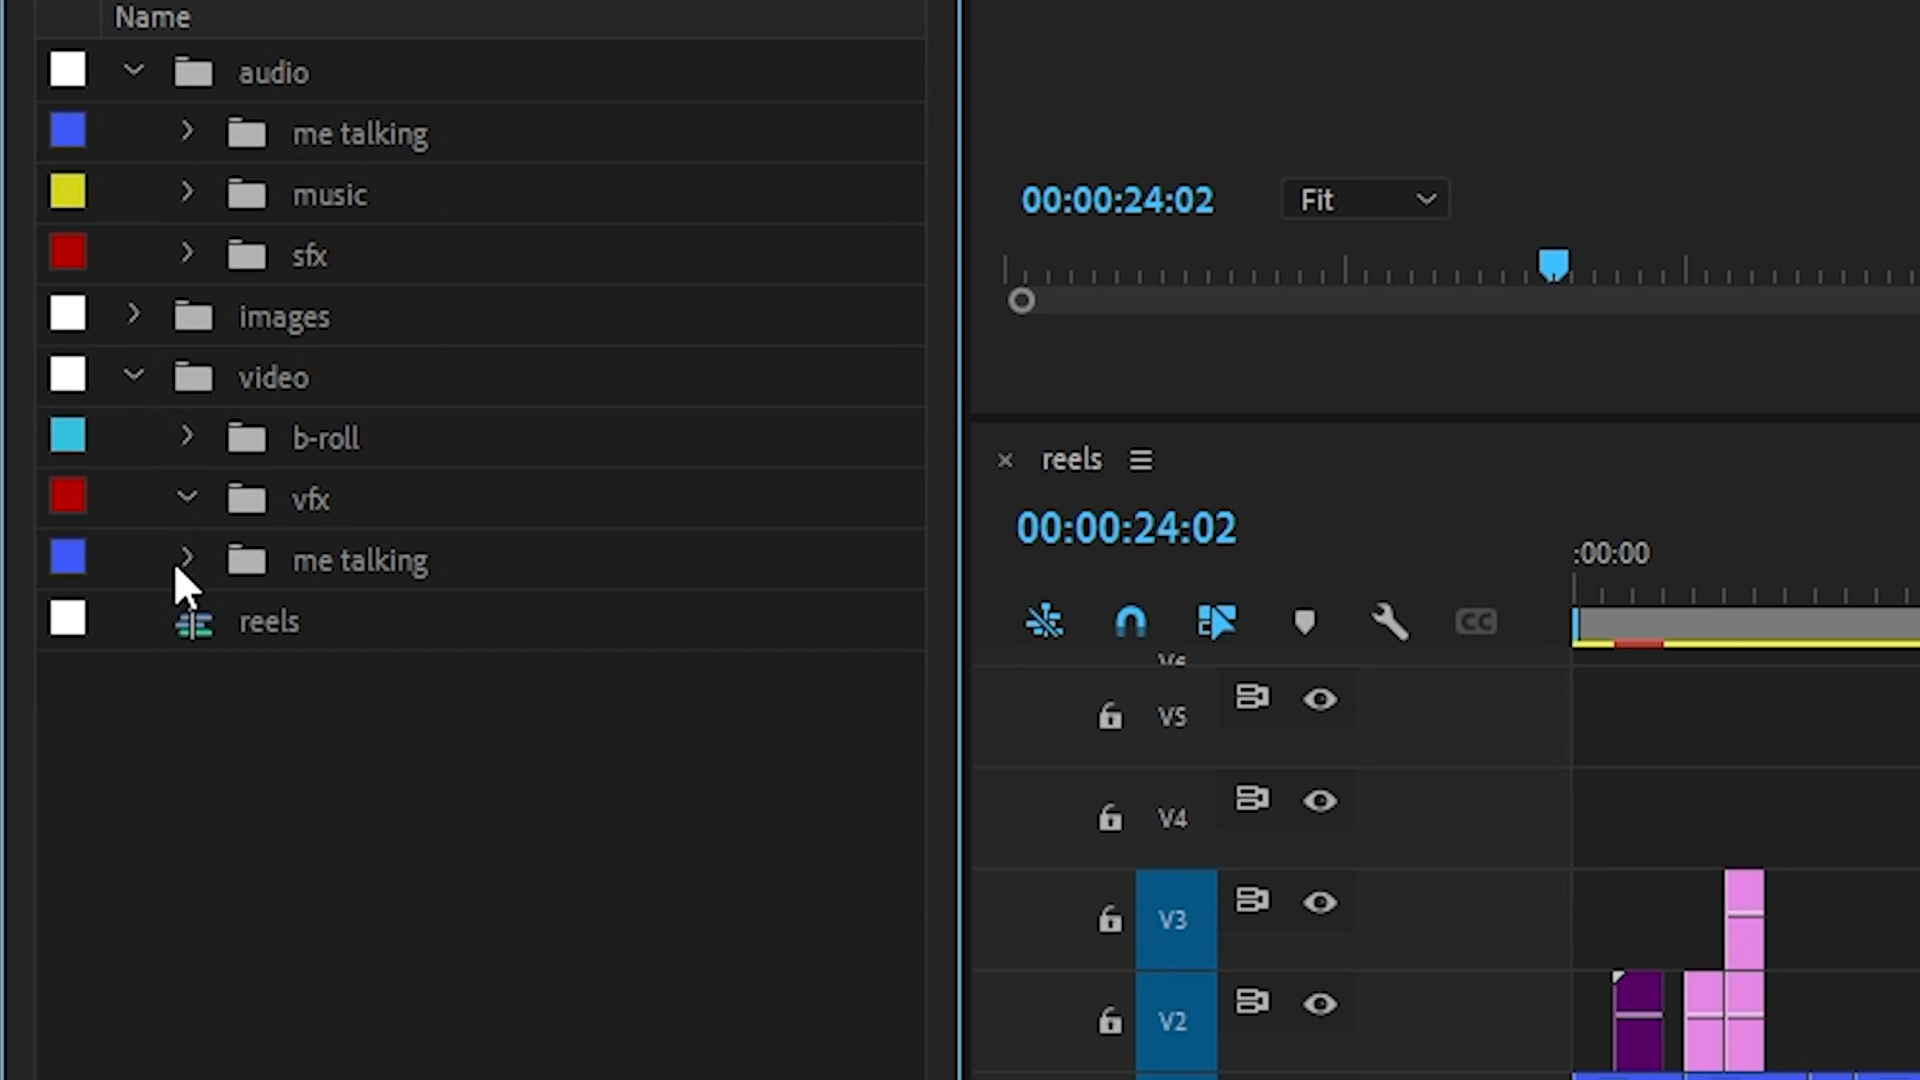 Name
audio
me talking
music
sfx
images
video
b-roll
vfx
me talking
reels
00:00:24:02
Fit
reels
00:00:24:02
:00:00
CC
V5
V4
V3
V2